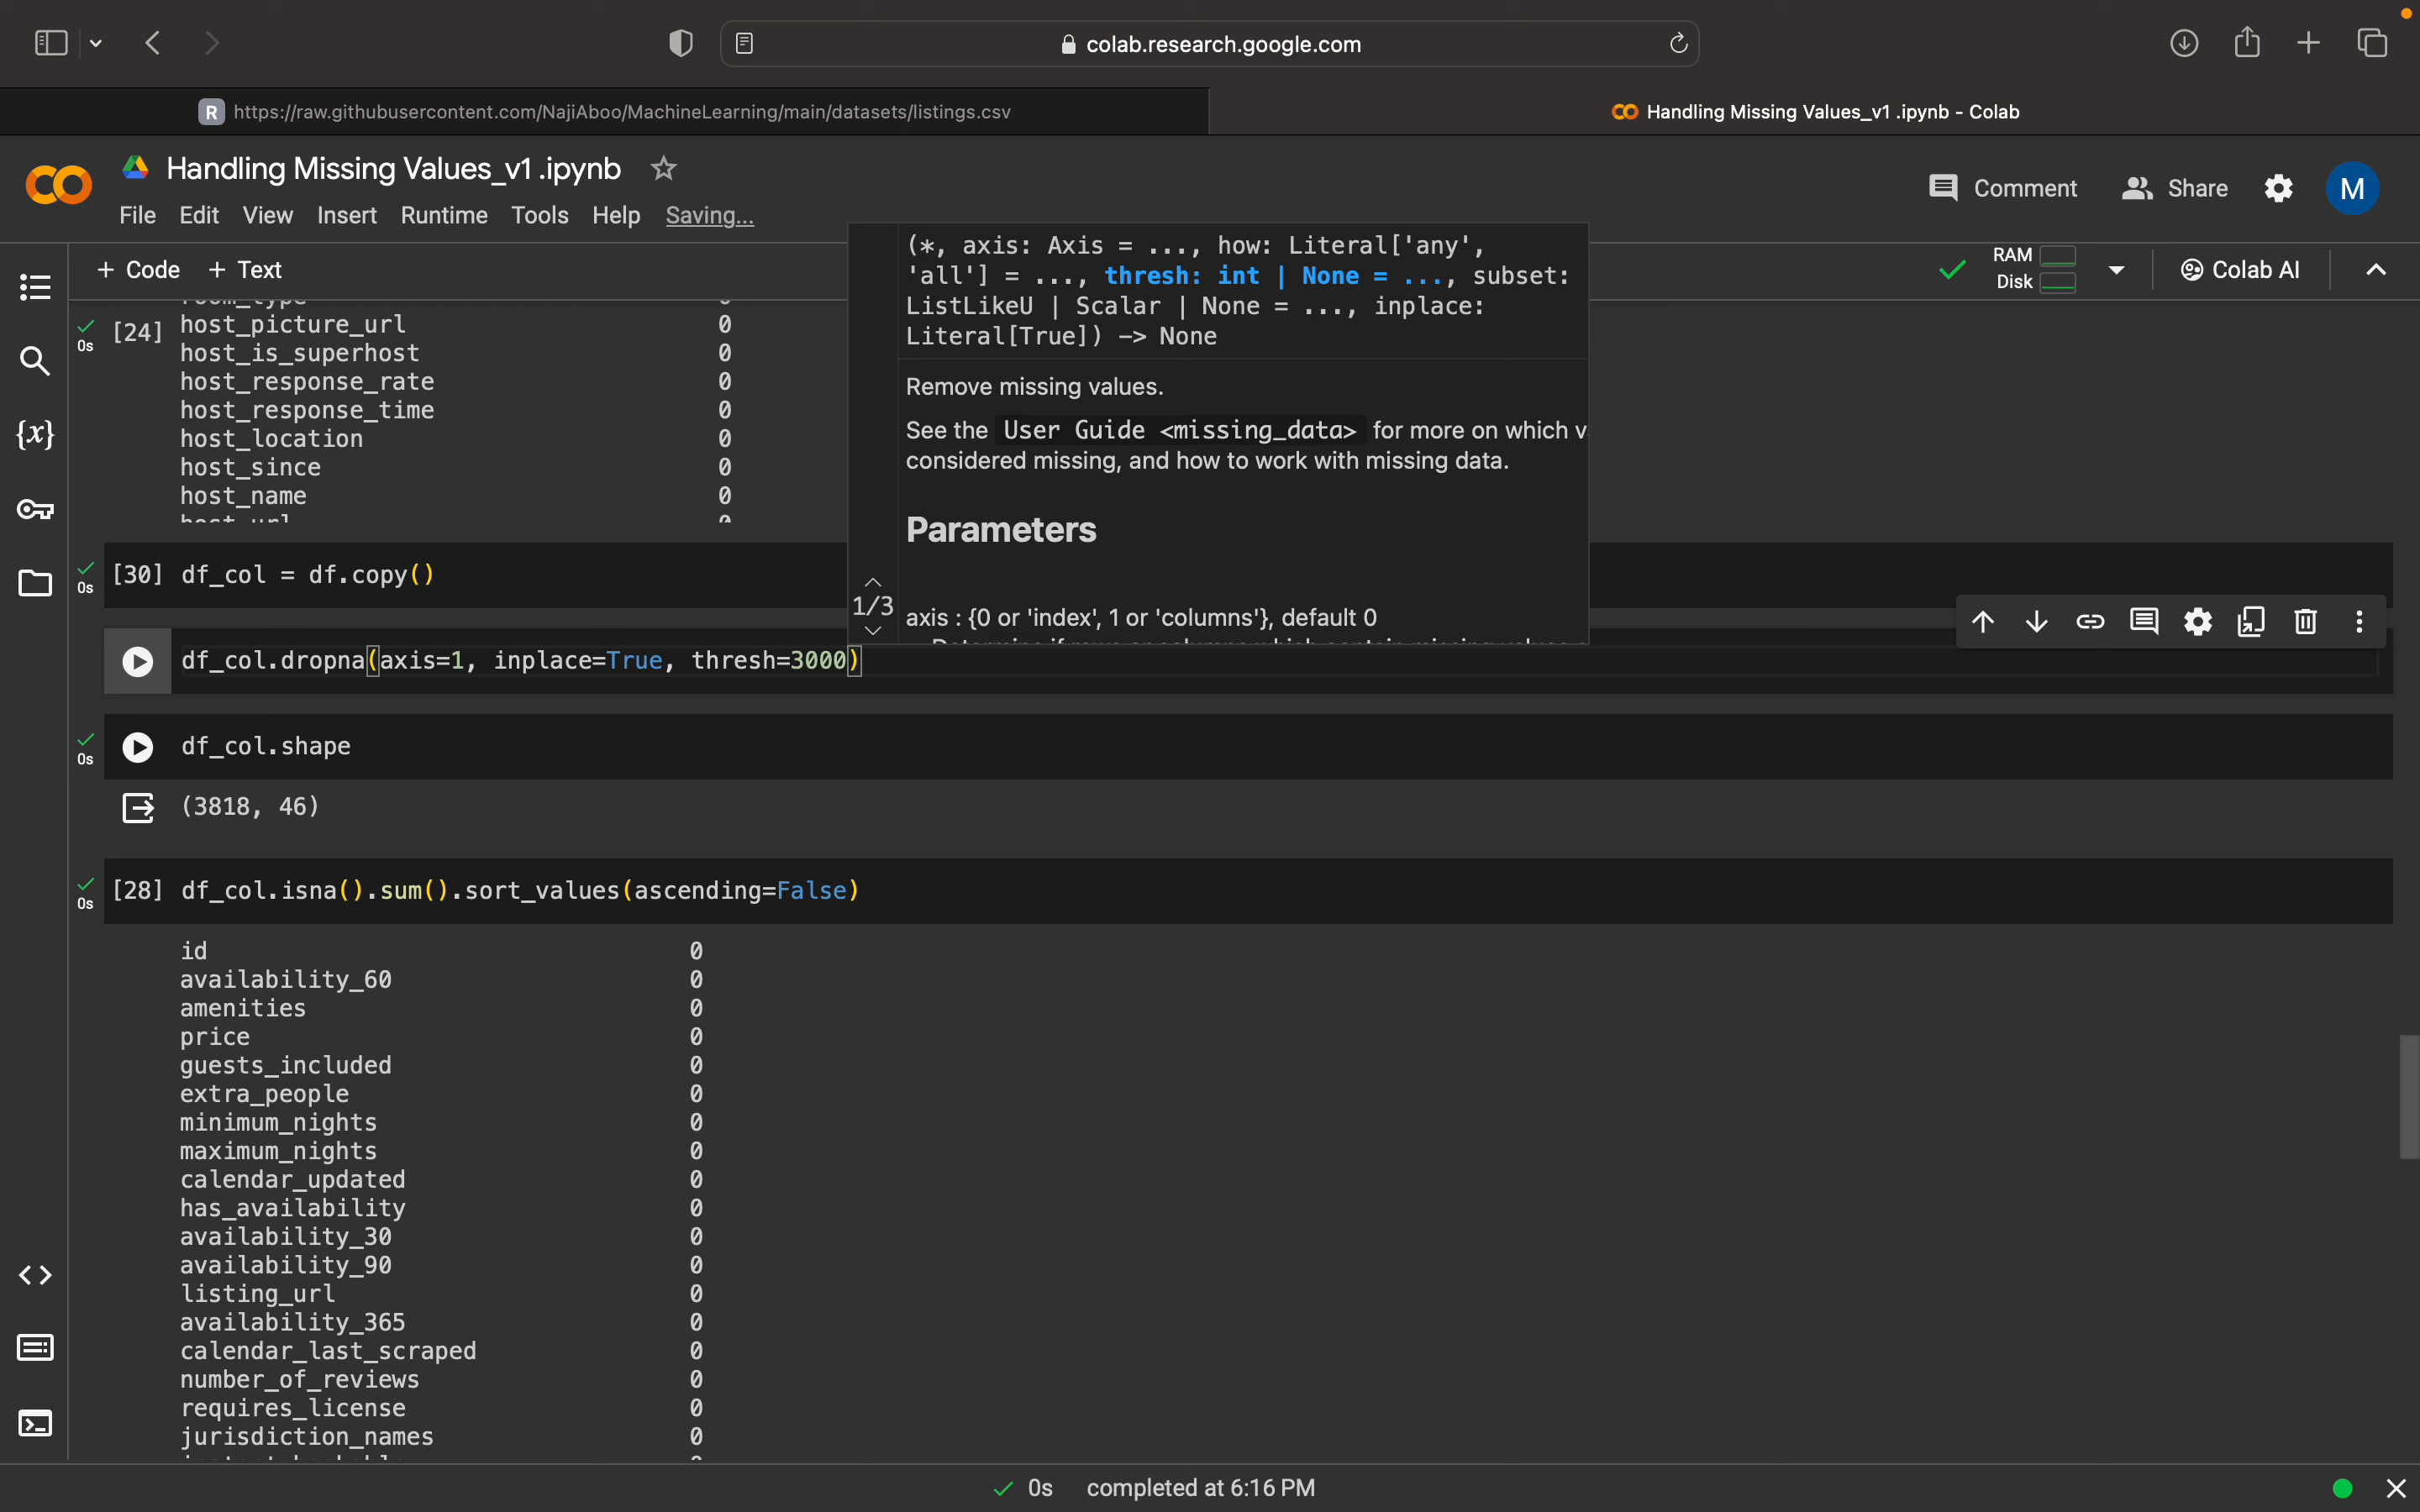 colab.research.google.com
R https://raw.githubusercontent.com/NajiAboo/MachineLearning/main/datasets/listings.csv
Handling Missing Values_v1 .ipynb - Colab
Handling Missing Values_v1 .ipynb
Comment Share M
File Edit View Insert Runtime Tools Help Saving...
+ Code + Text
RAM
Disk
Colab AI
(*, axis: Axis = ..., how: Literal['any',
'all'] = ..., thresh: int | None = ..., subset:
ListLikeU | Scalar | None = ..., inplace:
Literal[True]) -> None
Remove missing values.
See the User Guide <missing_data> for more on which v
considered missing, and how to work with missing data.
Parameters
1/3
axis : {0 or 'index', 1 or 'columns'}, default 0
room_type 0
[24] host_picture_url 0
0s
host_is_superhost 0
host_response_rate 0
host_response_time 0
host_location 0
host_since 0
host_name 0
host_url 0
{x}
[30] df_col = df.copy()
0s
df_col.dropna(axis=1, inplace=True, thresh=3000)
df_col.shape
0s
(3818, 46)
[28] df_col.isna().sum().sort_values(ascending=False)
0s
id 0
availability_60 0
amenities 0
price 0
guests_included 0
extra_people 0
minimum_nights 0
maximum_nights 0
calendar_updated 0
has_availability 0
availability_30 0
availability_90 0
listing_url 0
availability_365 0
calendar_last_scraped 0
number_of_reviews 0
requires_license 0
jurisdiction_names 0
0s completed at 6:16 PM